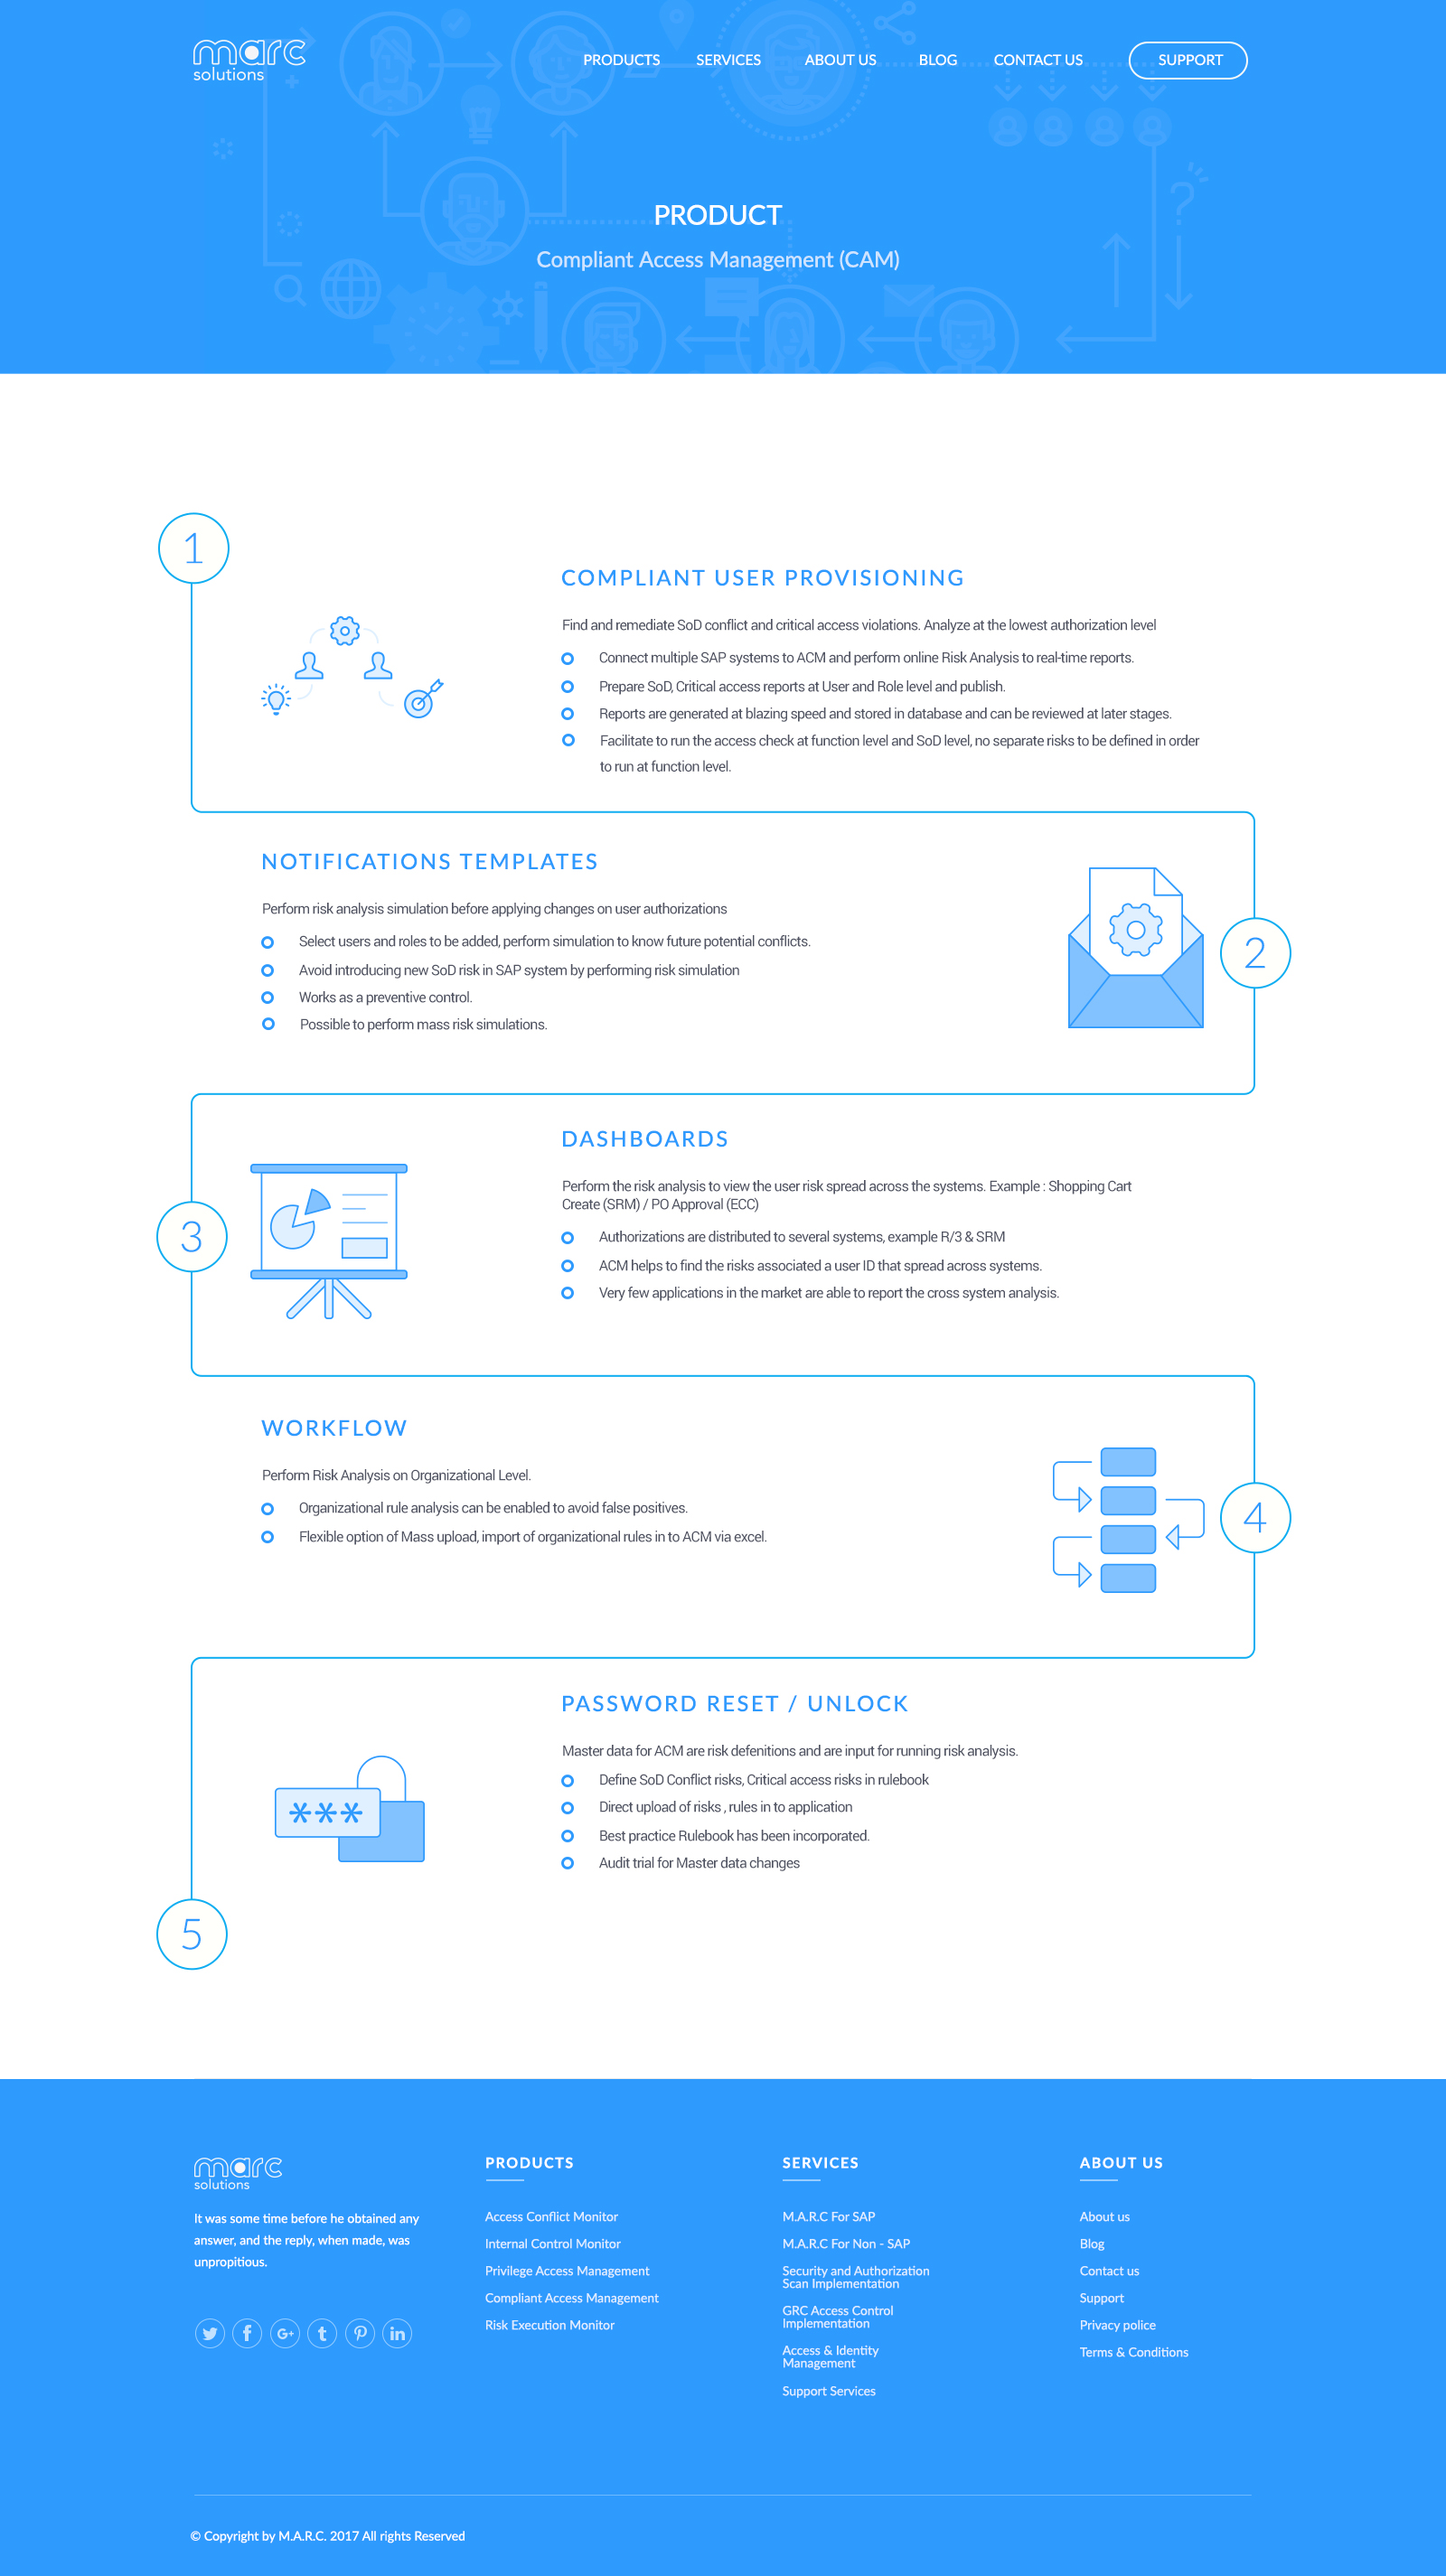 marc
solutions
PRODUCTS SERVICES ABOUT US BLOG CONTACT US SUPPORT
PRODUCT
Compliant Access Management (CAM)
1
COMPLIANT USER PROVISIONING
Find and remediate SoD conflict and critical access violations. Analyze at the lowest authorization level
Connect multiple SAP systems to ACM and perform online Risk Analysis to real-time reports.
Prepare SoD, Critical access reports at User and Role level and publish.
Reports are generated at blazing speed and stored in database and can be reviewed at later stages.
Facilitate to run the access check at function level and SoD level, no separate risks to be defined in order
to run at function level.
NOTIFICATIONS TEMPLATES
Perform risk analysis simulation before applying changes on user authorizations
Select users and roles to be added, perform simulation to know future potential conflicts.
Avoid introducing new SoD risk in SAP system by performing risk simulation
Works as a preventive control.
Possible to perform mass risk simulations.
2
DASHBOARDS
Perform the risk analysis to view the user risk spread across the systems. Example : Shopping Cart
Create (SRM) / PO Approval (ECC)
Authorizations are distributed to several systems, example R/3 & SRM
ACM helps to find the risks associated a user ID that spread across systems.
Very few applications in the market are able to report the cross system analysis.
3
WORKFLOW
Perform Risk Analysis on Organizational Level.
Organizational rule analysis can be enabled to avoid false positives.
Flexible option of Mass upload, import of organizational rules in to ACM via excel.
4
PASSWORD RESET / UNLOCK
Master data for ACM are risk defenitions and are input for running risk analysis.
Define SoD Conflict risks, Critical access risks in rulebook
Direct upload of risks , rules in to application
Best practice Rulebook has been incorporated.
Audit trial for Master data changes
***
5
marc
solutions
It was some time before he obtained any
answer, and the reply, when made, was
unpropitious.
PRODUCTS
Access Conflict Monitor
Internal Control Monitor
Privilege Access Management
Compliant Access Management
Risk Execution Monitor
SERVICES
M.A.R.C For SAP
M.A.R.C For Non - SAP
Security and Authorization
Scan Implementation
GRC Access Control
Implementation
Access & Identity
Management
Support Services
ABOUT US
About us
Blog
Contact us
Support
Privacy police
Terms & Conditions
© Copyright by M.A.R.C. 2017 All rights Reserved